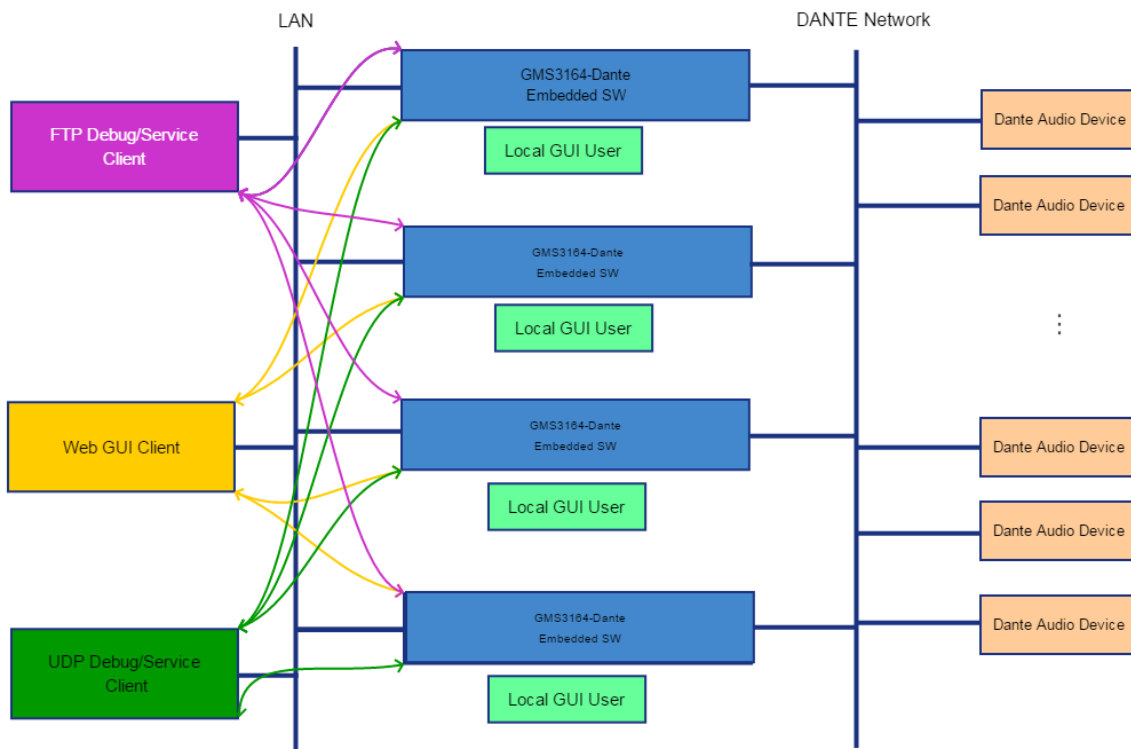 LAN
DANTE Network
FTP Debug/Service
Client
GMS3164-Dante
Embedded SW
Local GUI User
Dante Audio Device
Dante Audio Device
GMS3164-Dante
Embedded SW
Local GUI User
⋮
Web GUI Client
GMS3164-Dante
Embedded SW
Local GUI User
Dante Audio Device
Dante Audio Device
UDP Debug/Service
Client
GMS3164-Dante
Embedded SW
Local GUI User
Dante Audio Device